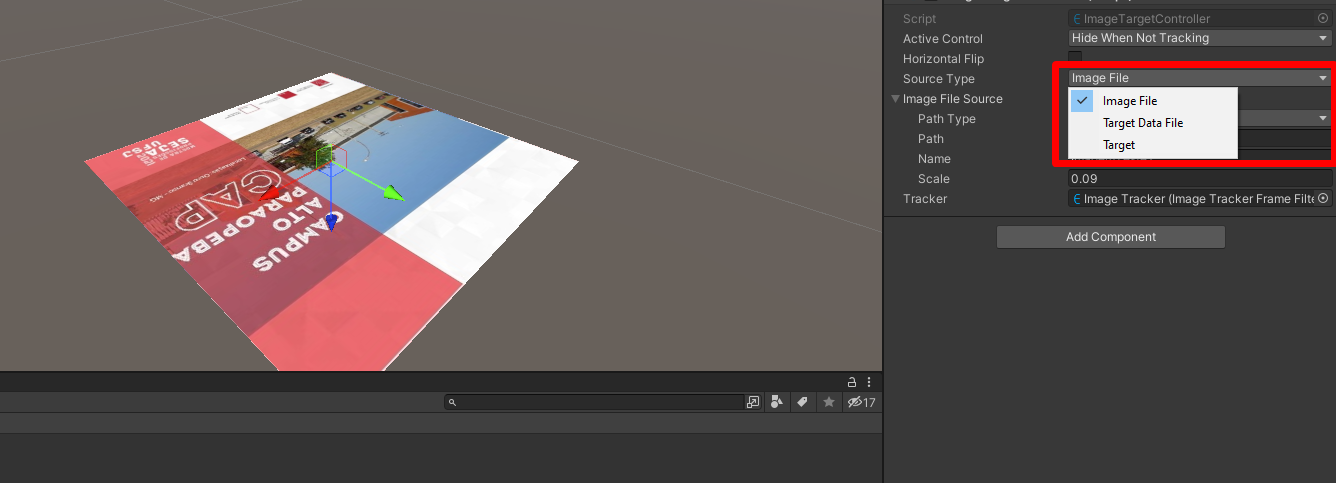 Script
ImageTargetController
Active Control
Hide When Not Tracking
Horizontal Flip
Source Type
Image File
Image File Source
Image File
Target Data File
Target
Path Type
Path
Name
Scale
0.09
Tracker
Image Tracker (Image Tracker Frame Filte
Add Component
SEJA
UFSJ
CAP
CAMPUS
ALTO
PARAOPEBA
17